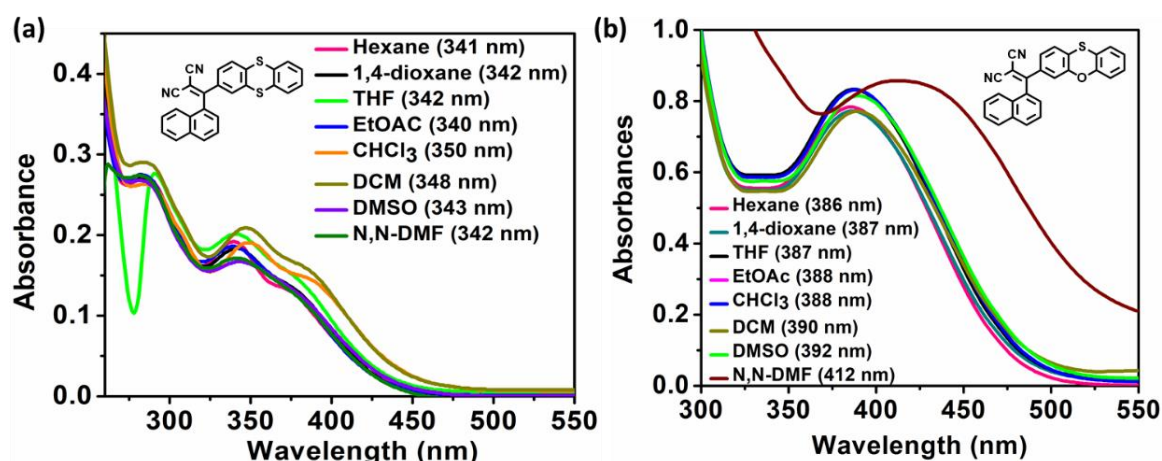 (a)
Absorbance
0.4
0.3
0.2
0.1
0.0
300
350
400
450
500
550
Wavelength (nm)
CN
CN
S
S
Hexane (341 nm)
1,4-dioxane (342 nm)
THF (342 nm)
EtOAC (340 nm)
CHCl3 (350 nm)
DCM (348 nm)
DMSO (343 nm)
N,N-DMF (342 nm)
(b)
Absorbances
1.0
0.8
0.6
0.4
0.2
0.0
300
350
400
450
500
550
Wavelength (nm)
CN
NC
S
O
Hexane (386 nm)
1,4-dioxane (387 nm)
THF (387 nm)
EtOAc (388 nm)
CHCl3 (388 nm)
DCM (390 nm)
DMSO (392 nm)
N,N-DMF (412 nm)